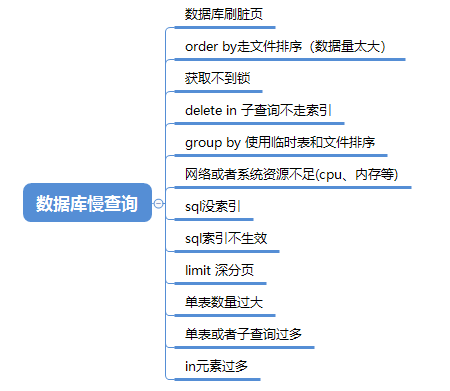 数据库慢查询
数据库刷脏页
order by走文件排序（数据量太大）
获取不到锁
delete in 子查询不走索引
group by 使用临时表和文件排序
网络或者系统资源不足(cpu、内存等)
sql没索引
sql索引不生效
limit 深分页
单表数量过大
单表或者子查询过多
in元素过多